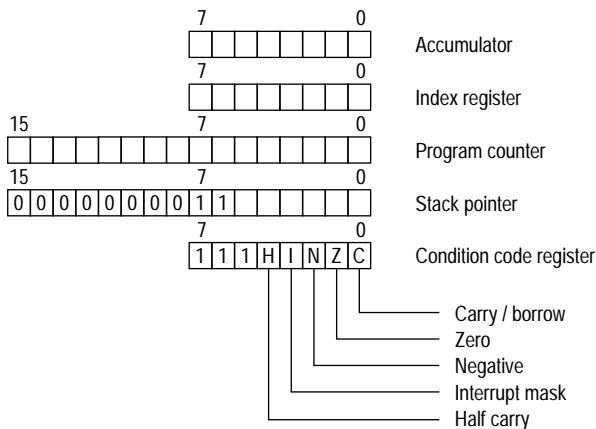 7 0
Accumulator
7 0
Index register
15 7 0
Program counter
15 7 0
0 0 0 0 0 0 0 0 1 1 Stack pointer
7 0
1 1 1 H I N Z C Condition code register
Carry / borrow
Zero
Negative
Interrupt mask
Half carry